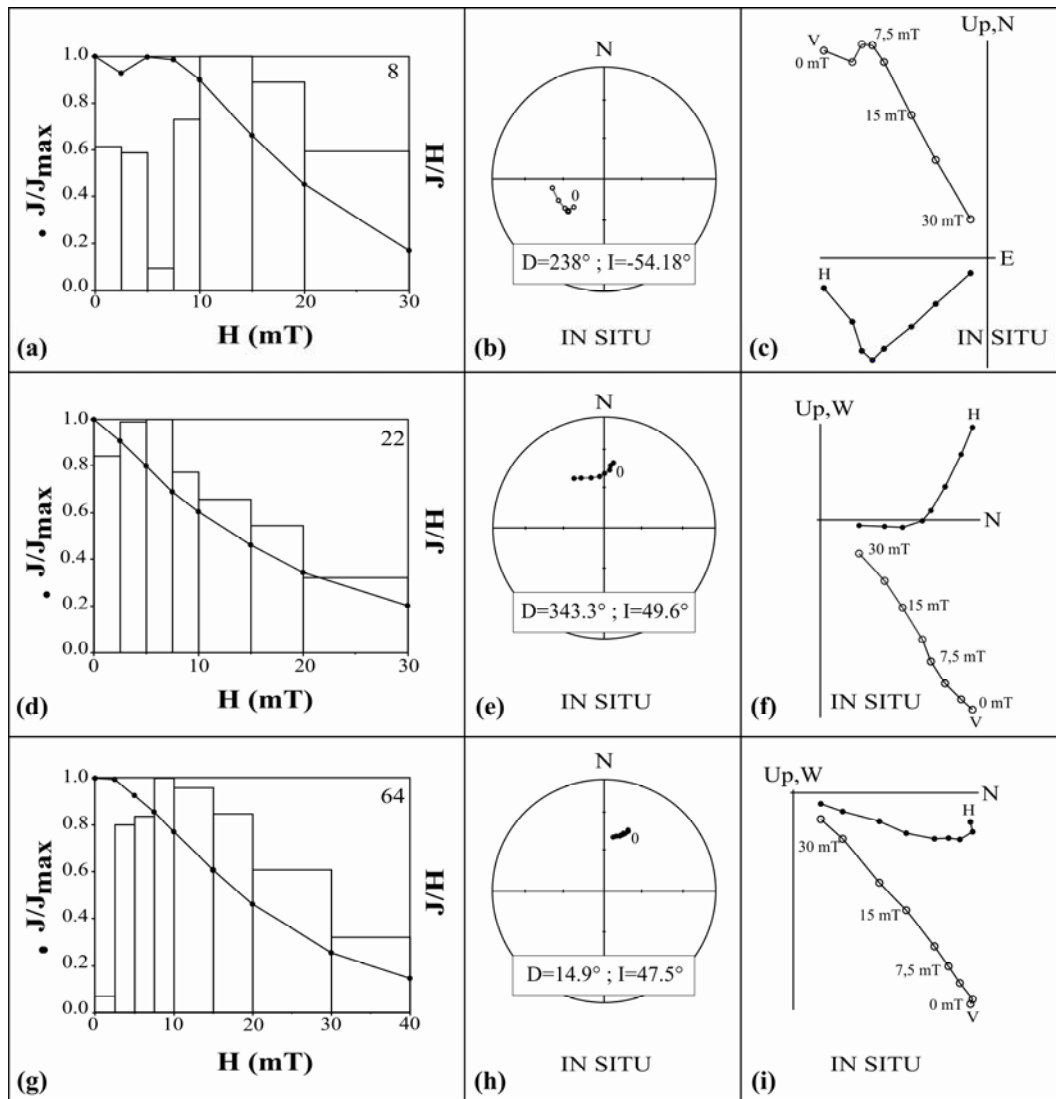 8
1.0
0.8
0.6
0.4
0.2
0.0
• J/Jmax
J/H
0 10 20 30
H (mT)
(a)
N
0
D=238° ; I=-54.18°
IN SITU
(b)
Up,N
V
7,5 mT
0 mT
15 mT
30 mT
E
H
IN SITU
(c)
22
1.0
0.8
0.6
0.4
0.2
0.0
• J/Jmax
J/H
0 10 20 30
H (mT)
(d)
N
0
D=343.3° ; I=49.6°
IN SITU
(e)
Up,W
H
N
30 mT
15 mT
7,5 mT
0 mT
V
IN SITU
(f)
64
1.0
0.8
0.6
0.4
0.2
0.0
• J/Jmax
J/H
0 10 20 30 40
H (mT)
(g)
N
0
D=14.9° ; I=47.5°
IN SITU
(h)
Up,W
N
H
30 mT
15 mT
7,5 mT
0 mT
V
IN SITU
(i)